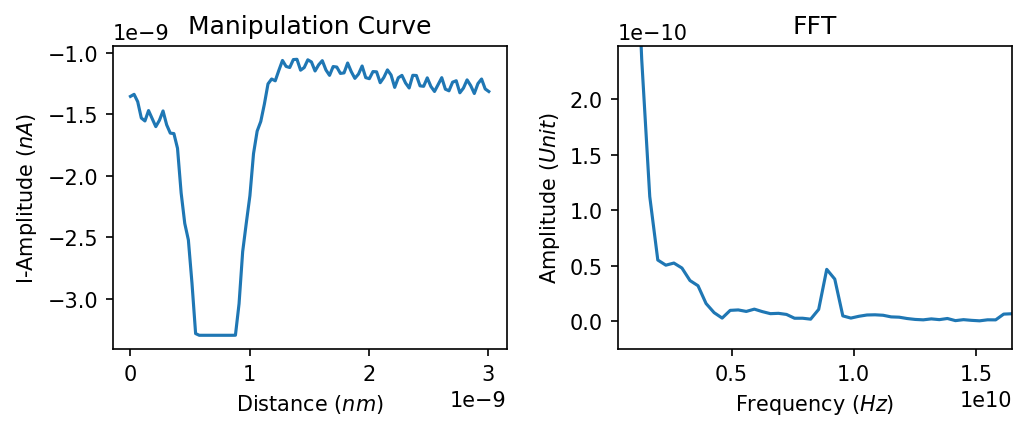 Manipulation Curve
1e−9
I-Amplitude (nA)
−1.0
−1.5
−2.0
−2.5
−3.0
0
1
2
3
Distance (nm)
1e−9
FFT
1e−10
Amplitude (Unit)
2.0
1.5
1.0
0.5
0.0
0.5
1.0
1.5
Frequency (Hz)
1e10